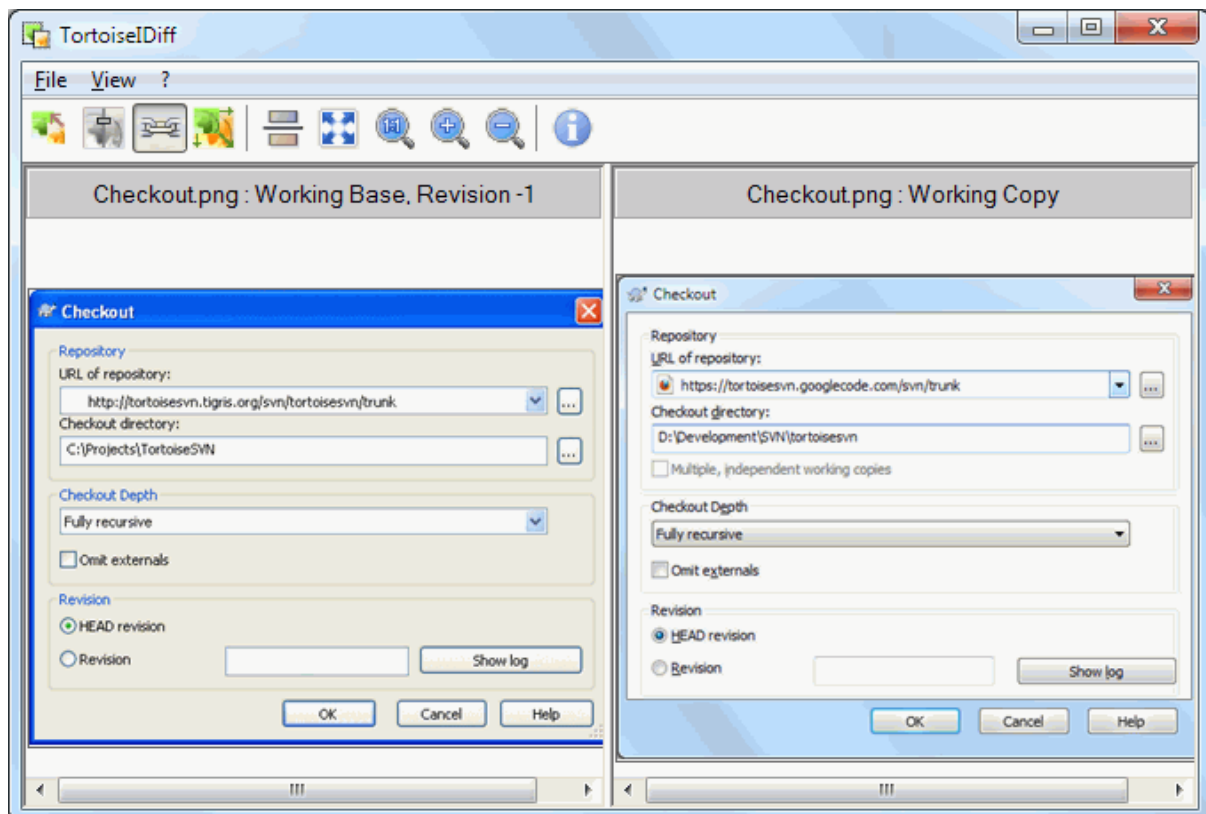 TortoiseIDiff
File View ?
1:1
Checkout.png : Working Base, Revision -1
Checkout
Repository
URL of repository:
http://tortoisesvn.tigris.org/svn/tortoisesvn/trunk
...
Checkout directory:
C:\Projects\TortoiseSVN
...
Checkout Depth
Fully recursive
Omit externals
Revision
HEAD revision
Revision
Show log
OK Cancel Help
Checkout.png : Working Copy
Checkout
Repository
URL of repository:
https://tortoisesvn.googlecode.com/svn/trunk
...
Checkout directory:
D:\Development\SVN\tortoisesvn
...
Multiple, independent working copies
Checkout Depth
Fully recursive
Omit externals
Revision
HEAD revision
Revision
Show log
OK Cancel Help